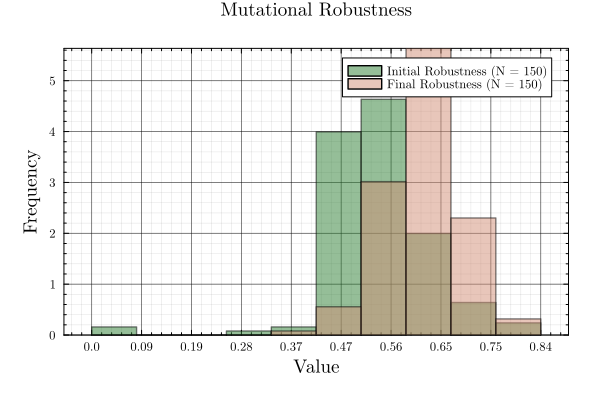 Mutational Robustness
Initial Robustness (N = 150)
Final Robustness (N = 150)
Frequency
5
4
3
2
1
0
0.0 0.09 0.19 0.28 0.37 0.47 0.56 0.65 0.75 0.84
Value